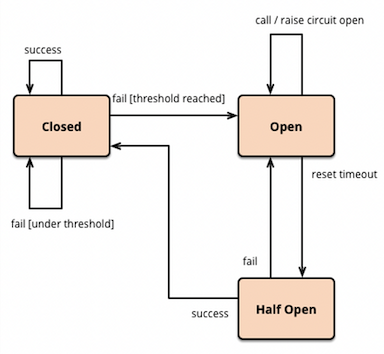 call / raise circuit open
success
fail [threshold reached]
Closed
Open
reset timeout
fail [under threshold]
fail
Half Open
success